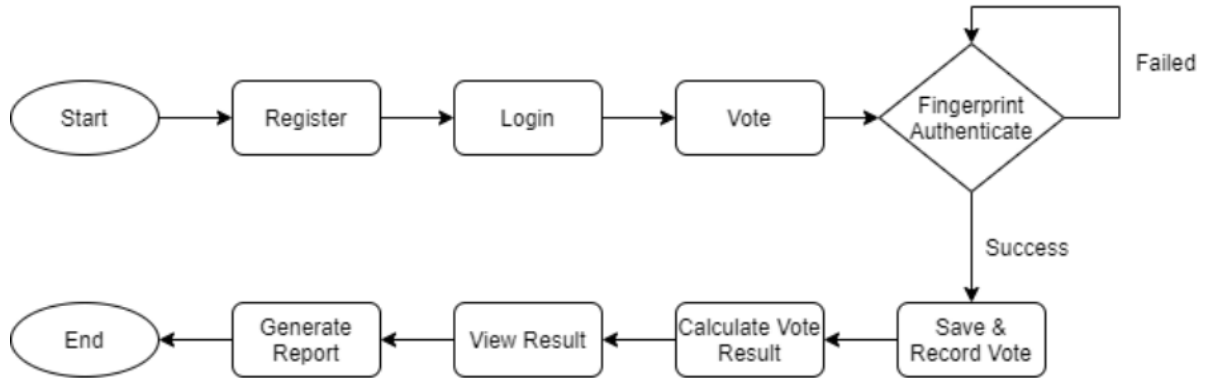 Start
Register
Login
Vote
Fingerprint
Authenticate
Failed
Success
Save &
Record Vote
Calculate Vote
Result
View Result
Generate
Report
End